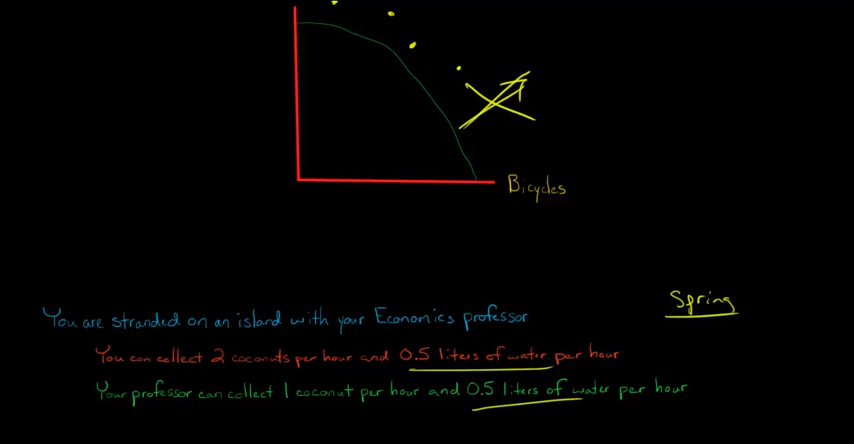 Bicycles
Spring
You are stranded on an island with your Economics professor
You can collect 2 coconuts per hour and 0.5 liters of water per hour
Your professor can collect 1 coconut per hour and 0.5 liters of water per hour